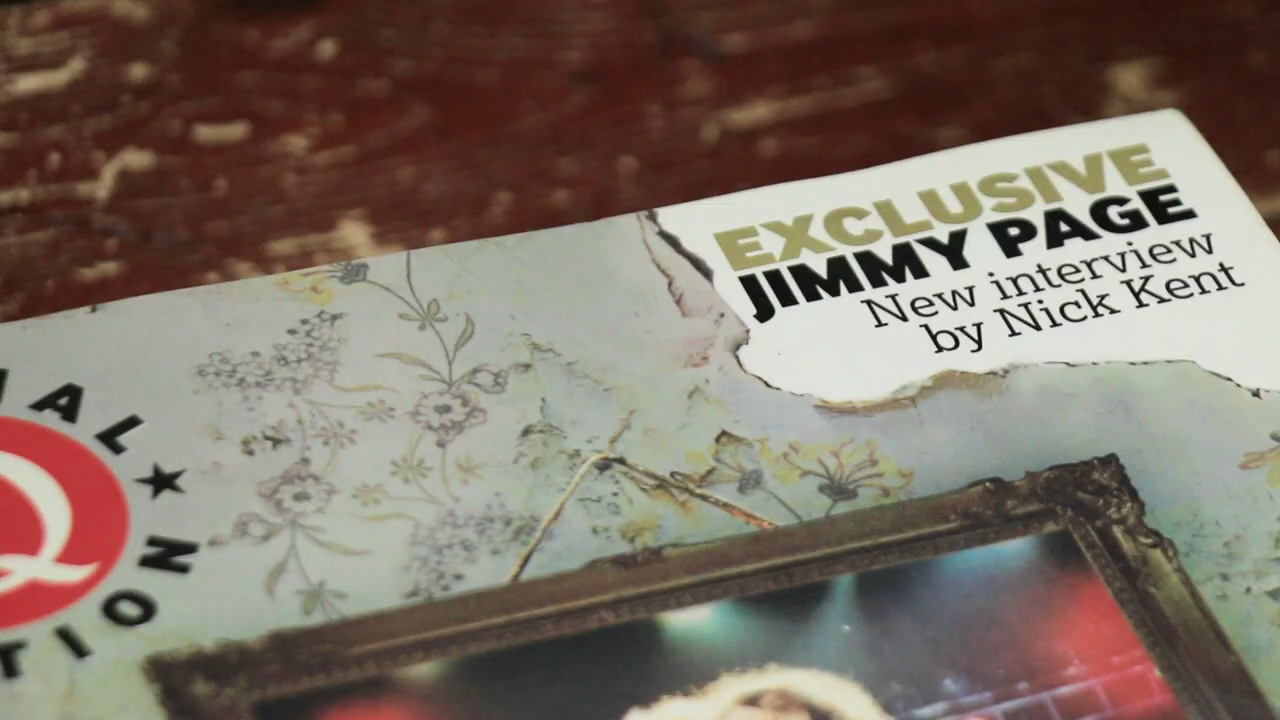 EXCLUSIVE
JIMMY PAGE
New interview
by Nick Kent
Q